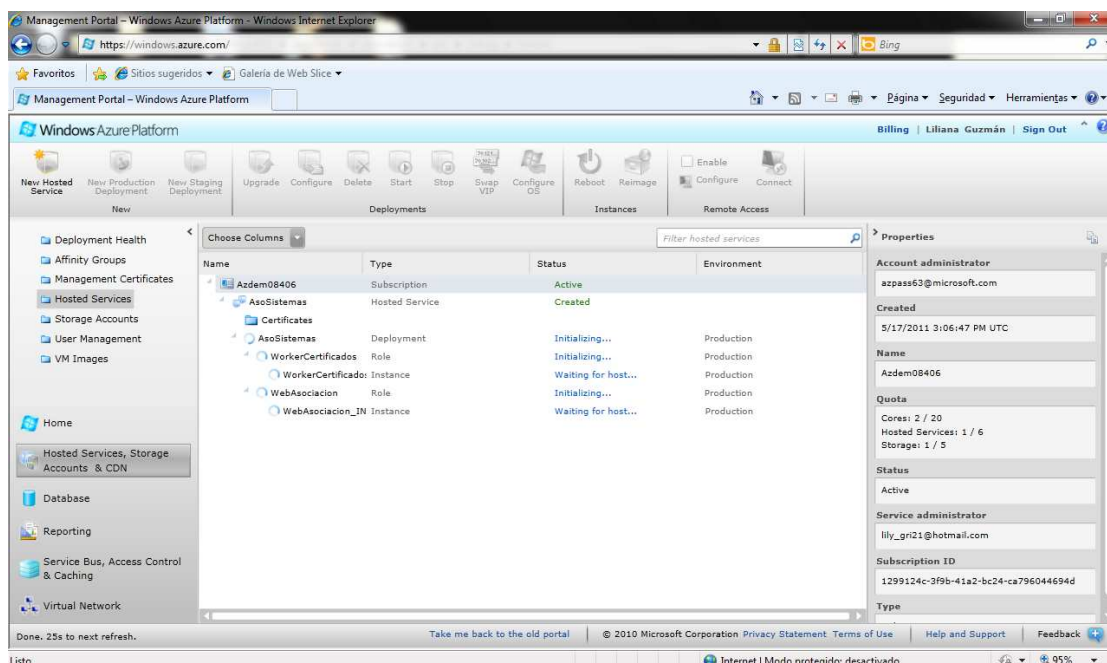 Management Portal – Windows Azure Platform - Windows Internet Explorer
https://windows.azure.com/
Bing
Favoritos Sitios sugeridos Galería de Web Slice
Management Portal – Windows Azure Platform
Página Seguridad Herramientas
Windows Azure Platform
Billing | Liliana Guzmán | Sign Out
New Hosted Service
New Production Deployment
New Staging Deployment
New
Upgrade
Configure
Delete
Start
Stop
Swap VIP
Configure OS
Deployments
Reboot
Reimage
Instances
Enable
Configure
Connect
Remote Access
Deployment Health
Affinity Groups
Management Certificates
Hosted Services
Storage Accounts
User Management
VM Images
Home
Hosted Services, Storage
Accounts & CDN
Database
Reporting
Service Bus, Access Control
& Caching
Virtual Network
Choose Columns
Filter hosted services
Name Type Status Environment
Azdem08406 Subscription Active
AsoSistemas Hosted Service Created
Certificates
AsoSistemas Deployment Initializing... Production
WorkerCertificados Role Initializing... Production
WorkerCertificado Instance Waiting for host... Production
WebAsociacion Role Initializing... Production
WebAsociacion_IN Instance Waiting for host... Production
Properties
Account administrator
azpass63@microsoft.com
Created
5/17/2011 3:06:47 PM UTC
Name
Azdem08406
Quota
Cores: 2 / 20
Hosted Services: 1 / 6
Storage: 1 / 5
Status
Active
Service administrator
lily_gri21@hotmail.com
Subscription ID
1299124c-3f9b-41a2-bc24-ca796044694d
Type
Done. 25s to next refresh.
Take me back to the old portal
© 2010 Microsoft Corporation Privacy Statement Terms of Use
Help and Support
Feedback
Listo
Internet | Modo protegido: desactivado
95%